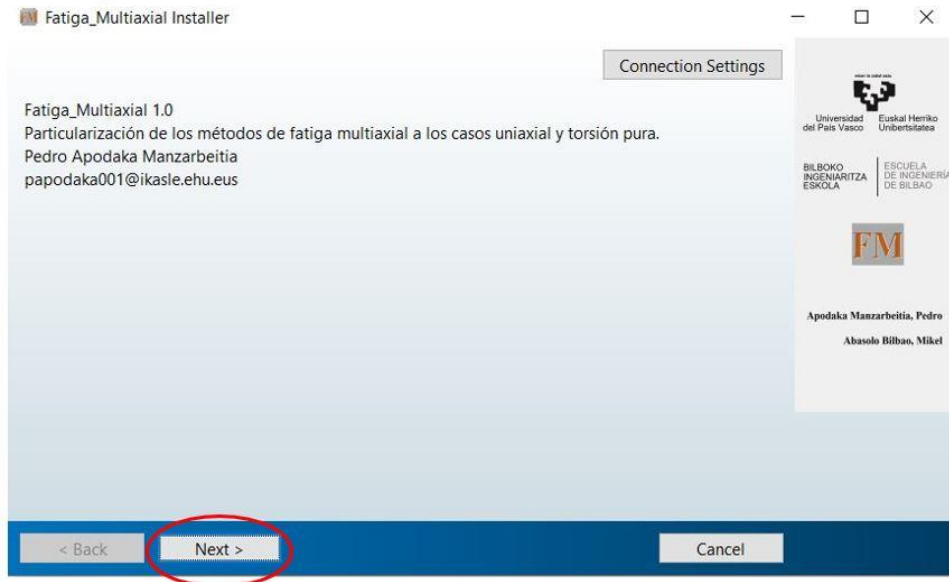 Fatiga_Multiaxial Installer
Connection Settings
Fatiga_Multiaxial 1.0
Particularización de los métodos de fatiga multiaxial a los casos uniaxial y torsión pura.
Pedro Apodaka Manzarbeitia
papodaka001@ikasle.ehu.eus
Universidad Euskal Herriko
del País Vasco Unibertsitatea
BILBOKO ESCUELA
INGENIARITZA DE INGENIERÍA
ESKOLA DE BILBAO
FM
Apodaka Manzarbeitia, Pedro
Abasolo Bilbao, Mikel
< Back Next > Cancel